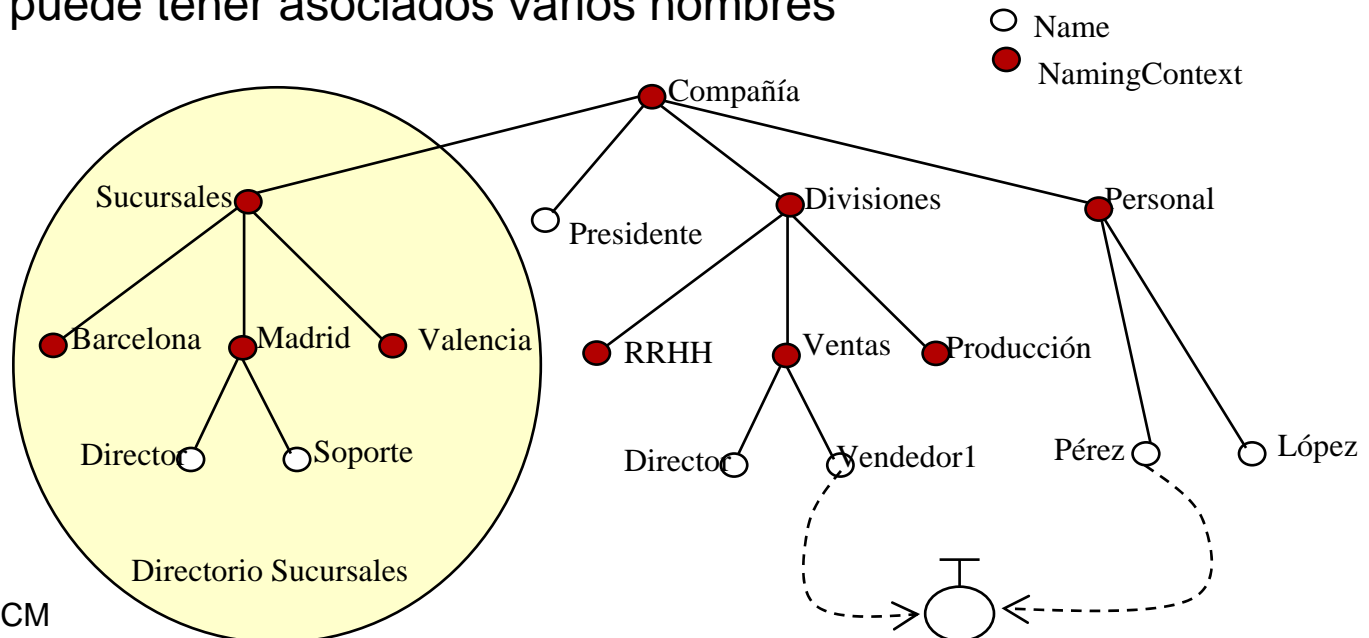 puede tener asociados varios nombres
Name
NamingContext
Compañía
Sucursales
Presidente
Divisiones
Personal
Barcelona
Madrid
Valencia
RRHH
Ventas
Producción
Director
Soporte
Director
Vendedor1
Pérez
López
Directorio Sucursales
CM